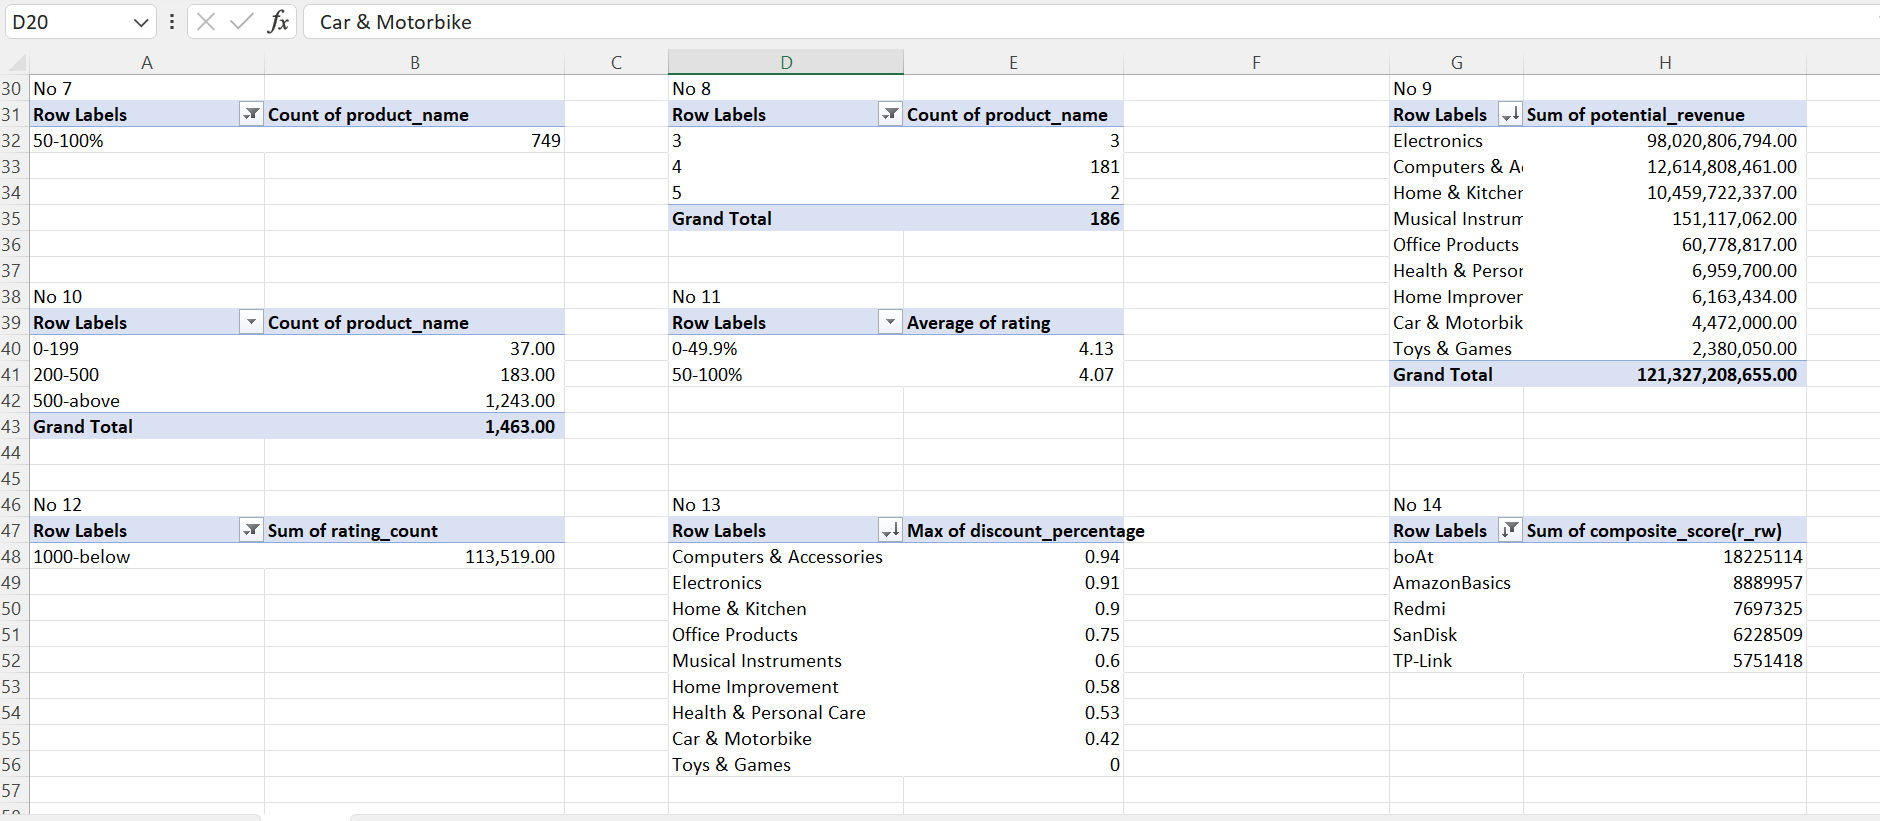 D20 fx Car & Motorbike
A B C D E F G H
30 No 7 No 8 No 9
31 Row Labels Count of product_name Row Labels Count of product_name Row Labels Sum of potential_revenue
32 50-100% 749 3 3 Electronics 98,020,806,794.00
33 4 181 Computers & A 12,614,808,461.00
34 5 2 Home & Kitcher 10,459,722,337.00
35 Grand Total 186 Musical Instrum 151,117,062.00
36 Office Products 60,778,817.00
37 Health & Person 6,959,700.00
38 No 10 No 11 Home Improver 6,163,434.00
39 Row Labels Count of product_name Row Labels Average of rating Car & Motorbik 4,472,000.00
40 0-199 37.00 0-49.9% 4.13 Toys & Games 2,380,050.00
41 200-500 183.00 50-100% 4.07 Grand Total 121,327,208,655.00
42 500-above 1,243.00
43 Grand Total 1,463.00
44
45
46 No 12 No 13 No 14
47 Row Labels Sum of rating_count Row Labels Max of discount_percentage Row Labels Sum of composite_score(r_rw)
48 1000-below 113,519.00 Computers & Accessories 0.94 boAt 18225114
49 Electronics 0.91 AmazonBasics 8889957
50 Home & Kitchen 0.9 Redmi 7697325
51 Office Products 0.75 SanDisk 6228509
52 Musical Instruments 0.6 TP-Link 5751418
53 Home Improvement 0.58
54 Health & Personal Care 0.53
55 Car & Motorbike 0.42
56 Toys & Games 0
57